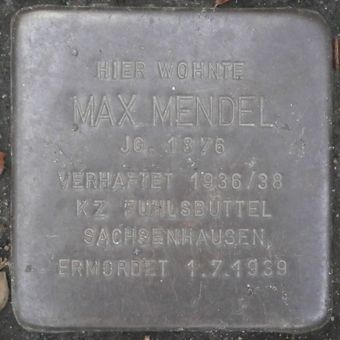 HIER WOHNTE
MAX MENDEL
JG. 1876
VERHAFTET 1936/38
KZ FUHLSBÜTTEL
SACHSENHAUSEN
ERMORDET 1.7.1939